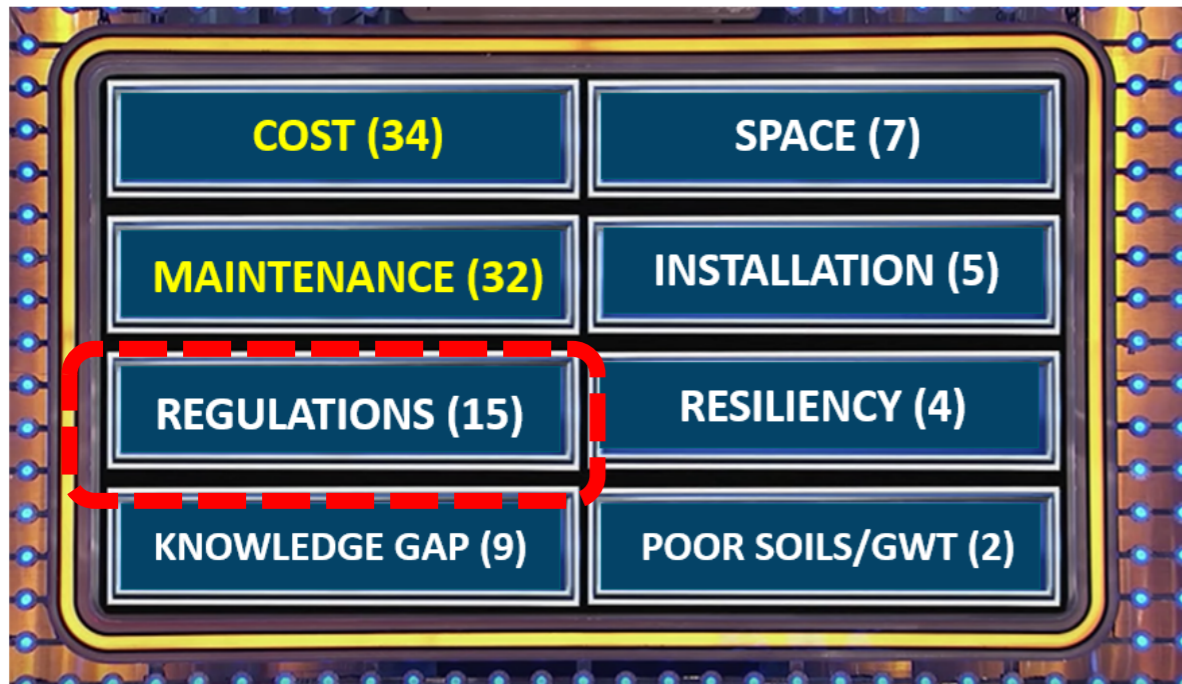 COST (34)
MAINTENANCE (32)
REGULATIONS (15)
KNOWLEDGE GAP (9)
SPACE (7)
INSTALLATION (5)
RESILIENCY (4)
POOR SOILS/GWT (2)